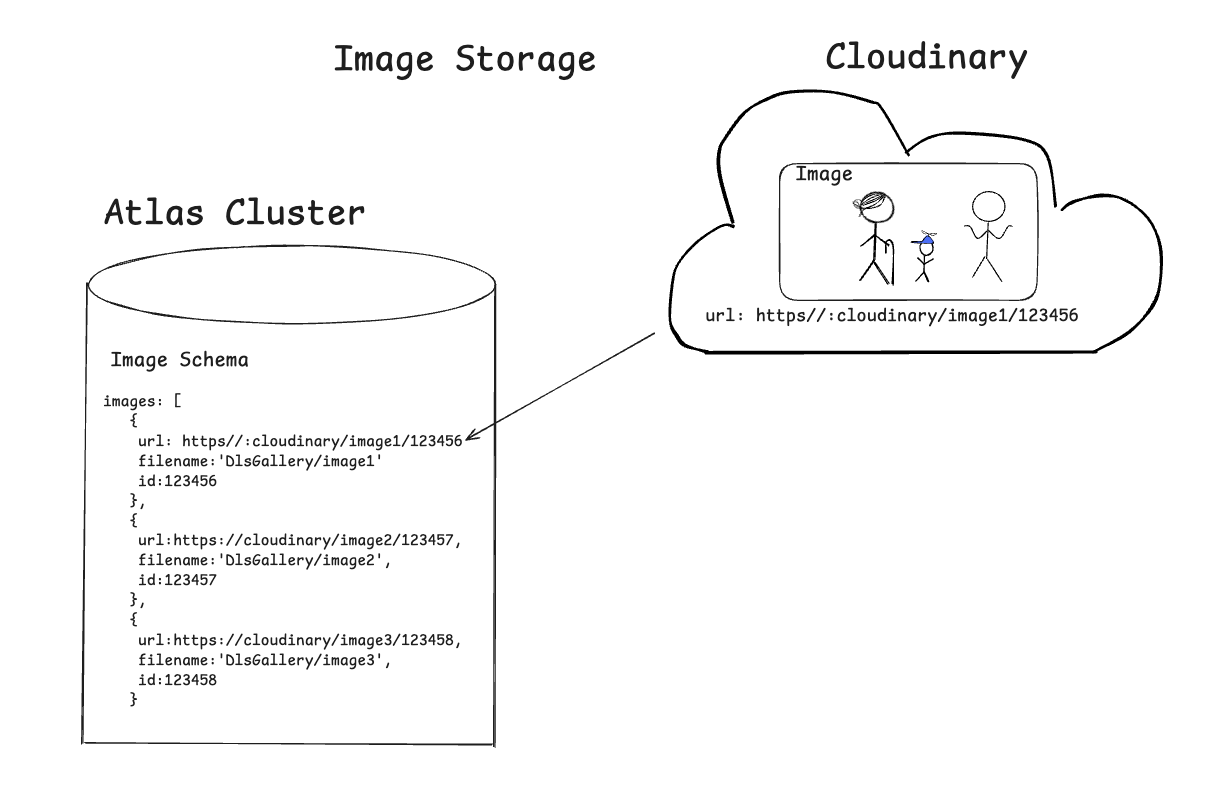 Image Storage
Cloudinary
Image
url: https//:cloudinary/image1/123456
Atlas Cluster
Image Schema
images: [
{
url: https//:cloudinary/image1/123456
filename:'DlsGallery/image1'
id:123456
},
{
url:https://cloudinary/image2/123457,
filename:'DlsGallery/image2',
id:123457
},
{
url:https://cloudinary/image3/123458,
filename:'DlsGallery/image3',
id:123458
}